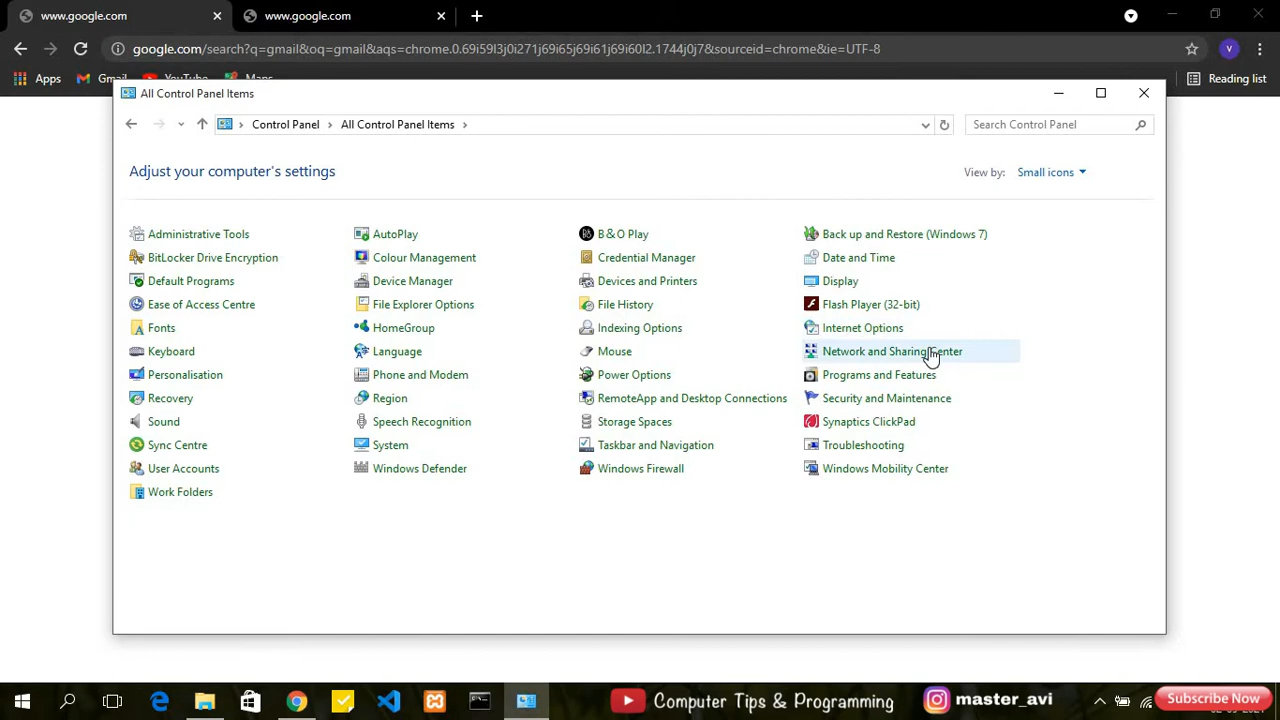 www.google.com
www.google.com
google.com/search?q=gmail&oq=gmail&aqs=chrome.0.69i59l3j0i271j69i65j69i61j69i60l2.1744j0j7&sourceid=chrome&ie=UTF-8
V
Apps
Gmail
YouTube
Maps
Reading list
All Control Panel Items
Control Panel
All Control Panel Items
Search Control Panel
Adjust your computer's settings
View by:
Small icons
Administrative Tools
AutoPlay
B&O Play
Back up and Restore (Windows 7)
BitLocker Drive Encryption
Colour Management
Credential Manager
Date and Time
Default Programs
Device Manager
Devices and Printers
Display
Ease of Access Centre
File Explorer Options
File History
Flash Player (32-bit)
Fonts
HomeGroup
Indexing Options
Internet Options
Keyboard
Language
Mouse
Network and Sharing Center
Personalisation
Phone and Modem
Power Options
Programs and Features
Recovery
Region
RemoteApp and Desktop Connections
Security and Maintenance
Sound
Speech Recognition
Storage Spaces
Synaptics ClickPad
Sync Centre
System
Taskbar and Navigation
Troubleshooting
User Accounts
Windows Defender
Windows Firewall
Windows Mobility Center
Work Folders
Computer Tips & Programming
master_avi
Subscribe Now